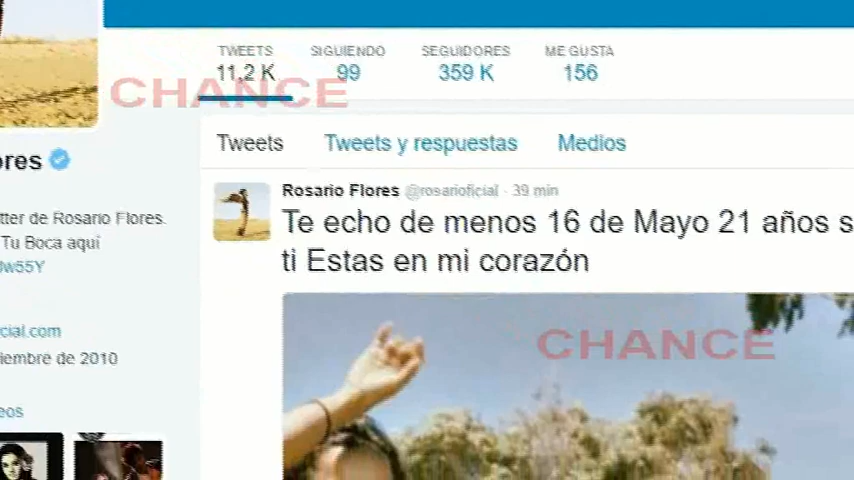 TWEETS SIGUIENDO SEGUIDORES ME GUSTA
11,2 K 99 359 K 156
CHANCE
Tweets Tweets y respuestas Medios
ores
Rosario Flores @rosarioficial · 39 min
Te echo de menos 16 de Mayo 21 años s
ti Estas en mi corazón
tter de Rosario Flores.
Tu Boca aquí
w55Y
cial.com
iembre de 2010
eos
CHANCE